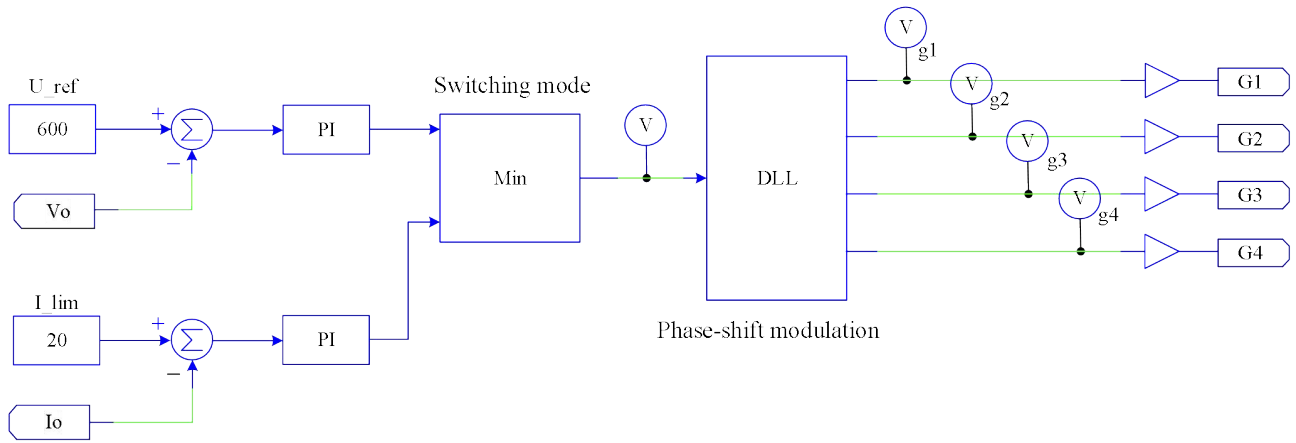 U_ref
600
+
Σ
−
Vo
PI
Switching mode
Min
V
I_lim
20
+
Σ
−
Io
PI
DLL
Phase-shift modulation
V
g1
V
g2
V
g3
V
g4
G1
G2
G3
G4